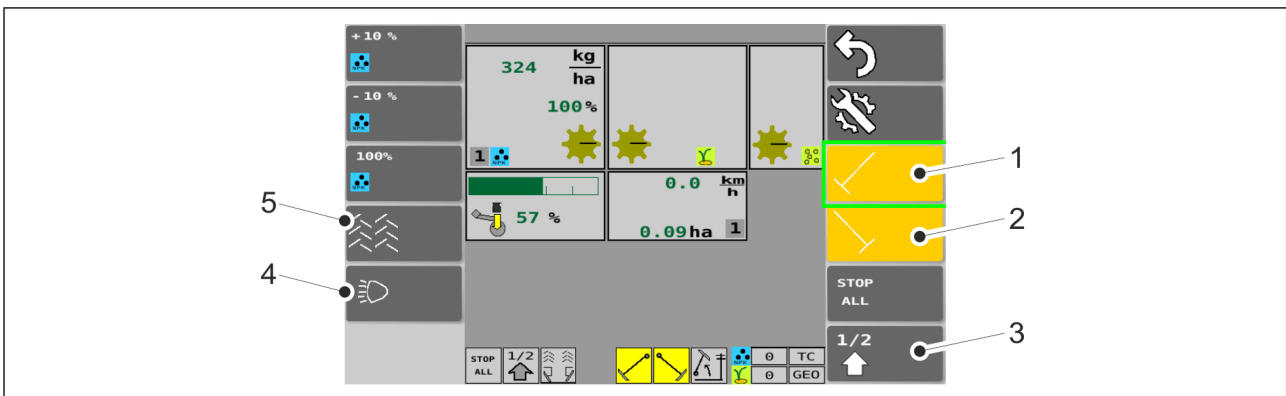 +10 %
NPK
-10 %
NPK
100%
NPK
5
4
324 kg
ha
100%
1 NPK
57 %
0.0 km
h
0.09ha 1
STOP
ALL
1/2
NPK 0 TC
0 GEO
STOP
ALL
1/2
1
2
3